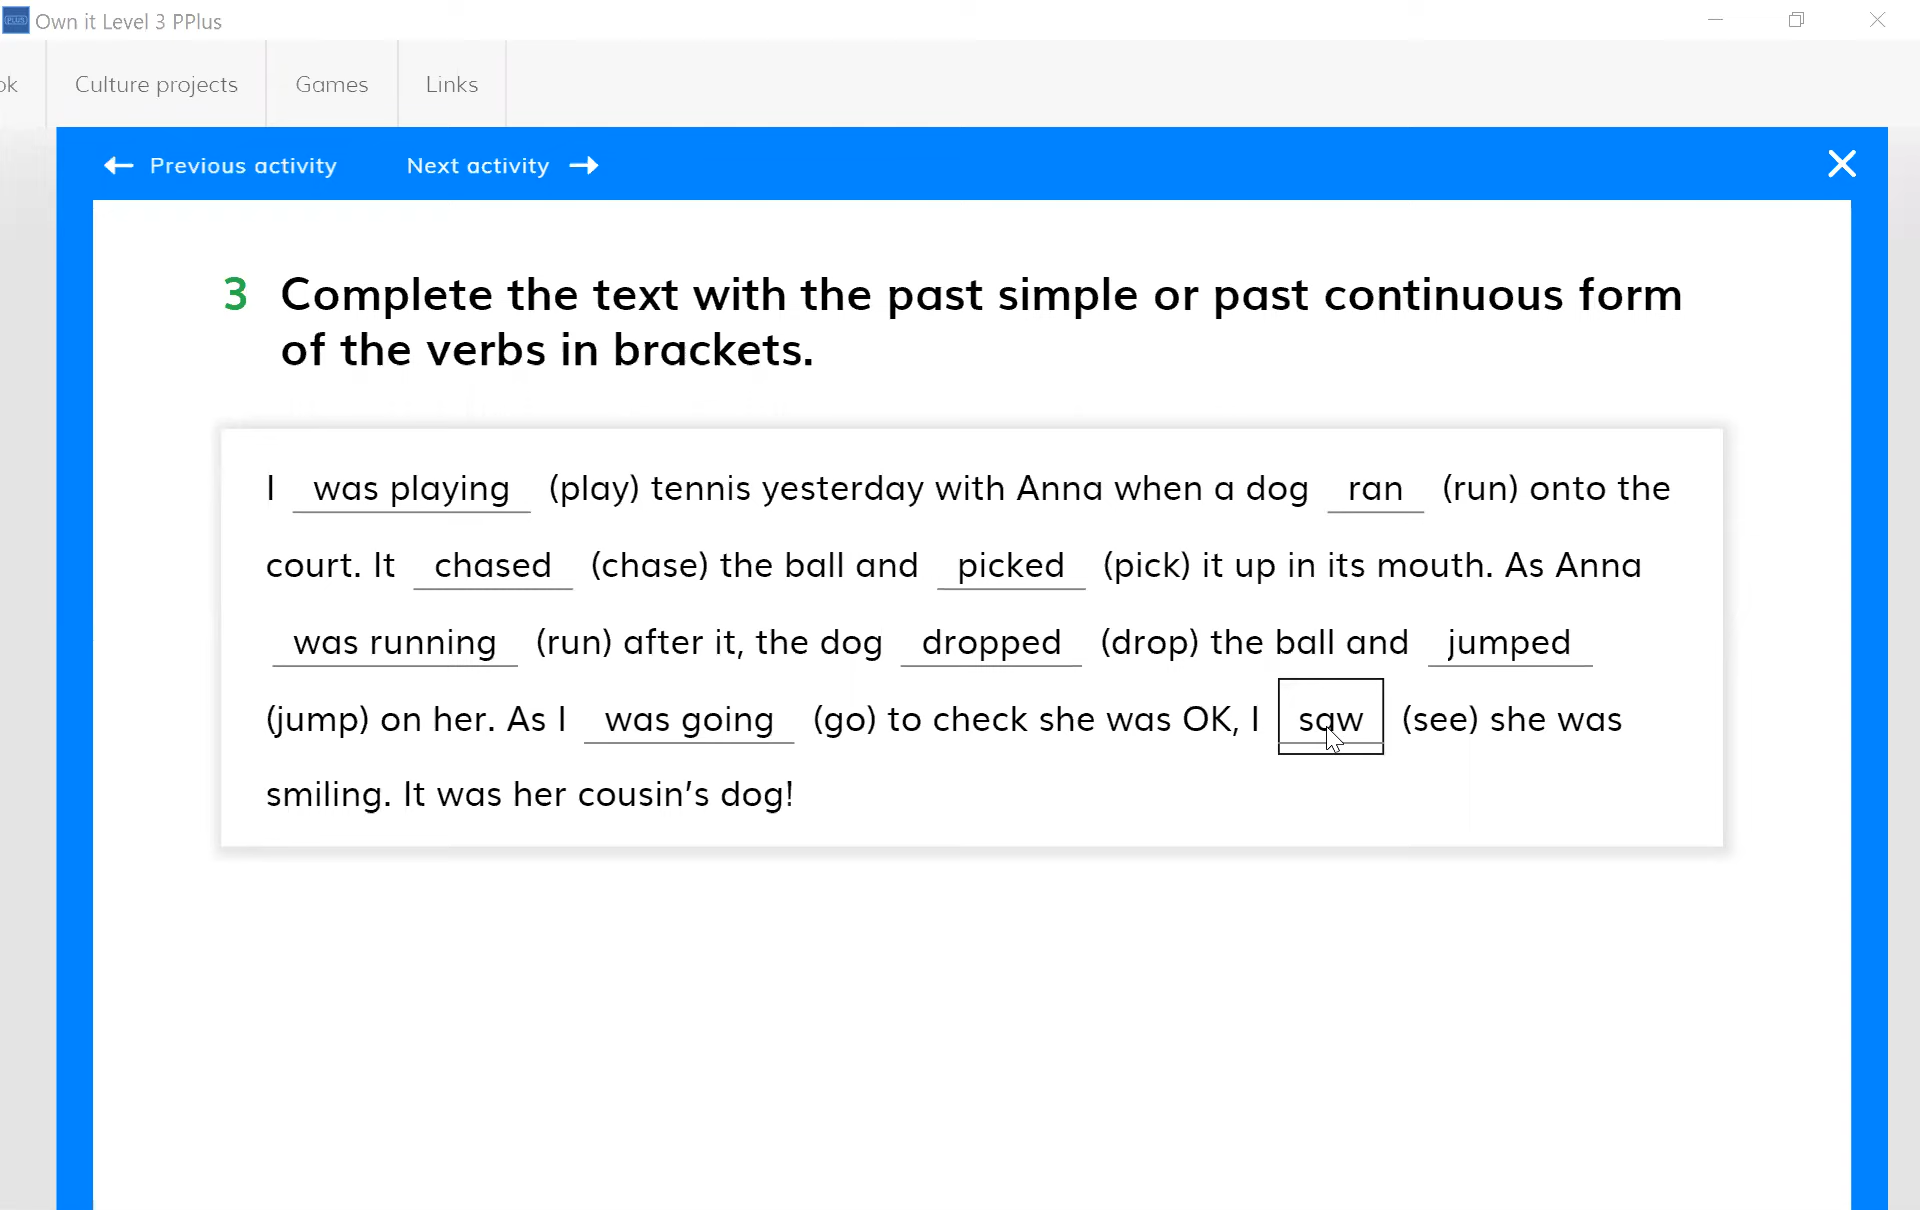 Own it Level 3 PPlus
ok Culture projects Games Links
Previous activity Next activity
3 Complete the text with the past simple or past continuous form
of the verbs in brackets.
I was playing (play) tennis yesterday with Anna when a dog ran (run) onto the
court. It chased (chase) the ball and picked (pick) it up in its mouth. As Anna
was running (run) after it, the dog dropped (drop) the ball and jumped
(jump) on her. As I was going (go) to check she was OK, I saw (see) she was
smiling. It was her cousin’s dog!